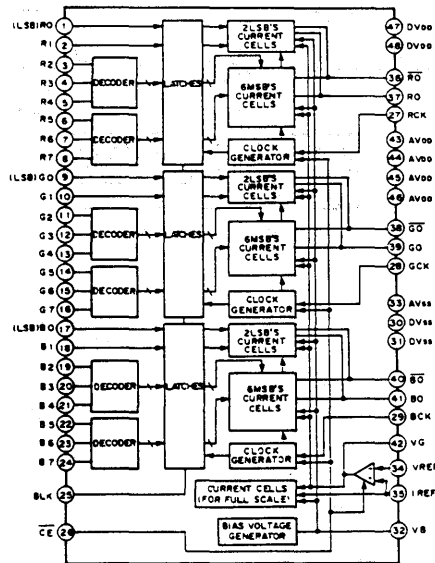 (LSB)R0 1
R1 2
R2 3
R3 4
R4 5
R5 6
R6 7
R7 8
(LSB)G0 9
G1 10
G2 11
G3 12
G4 13
G5 14
G6 15
G7 16
(LSB)B0 17
B1 18
B2 19
B3 20
B4 21
B5 22
B6 23
B7 24
BLK 25
CE 26
DECODER
DECODER
LATCHES
2LSB'S
CURRENT
CELLS
6MSB'S
CURRENT
CELLS
CLOCK
GENERATOR
DECODER
DECODER
LATCHES
2LSB'S
CURRENT
CELLS
6MSB'S
CURRENT
CELLS
CLOCK
GENERATOR
DECODER
DECODER
LATCHES
2LSB'S
CURRENT
CELLS
6MSB'S
CURRENT
CELLS
CLOCK
GENERATOR
CURRENT CELLS
(FOR FULL SCALE)
BIAS VOLTAGE
GENERATOR
47 DVDD
48 DVDD
36 RO
37 RO
27 RCK
43 AVDD
44 AVDD
45 AVDD
46 AVDD
38 GO
39 GO
28 GCK
33 AVSS
30 DVSS
31 DVSS
40 BO
41 BO
29 BCK
42 VG
34 VREF
35 IREF
32 VB